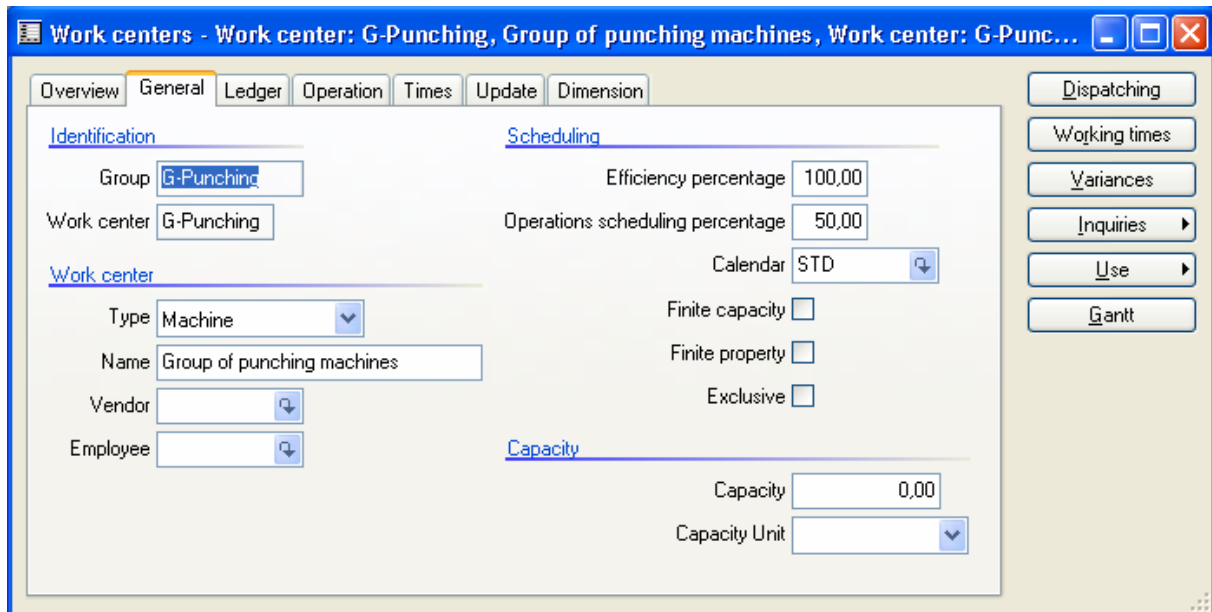 Work centers - Work center: G-Punching, Group of punching machines, Work center: G-Punc...
Overview General Ledger Operation Times Update Dimension
Identification
Group G-Punching
Work center G-Punching
Work center
Type Machine
Name Group of punching machines
Vendor
Employee
Scheduling
Efficiency percentage 100,00
Operations scheduling percentage 50,00
Calendar STD
Finite capacity
Finite property
Exclusive
Capacity
Capacity 0,00
Capacity Unit
Dispatching
Working times
Variances
Inquiries
Use
Gantt